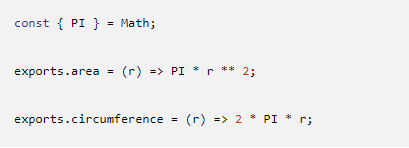 const { PI } = Math;
exports.area = (r) => PI * r ** 2;
exports.circumference = (r) => 2 * PI * r;